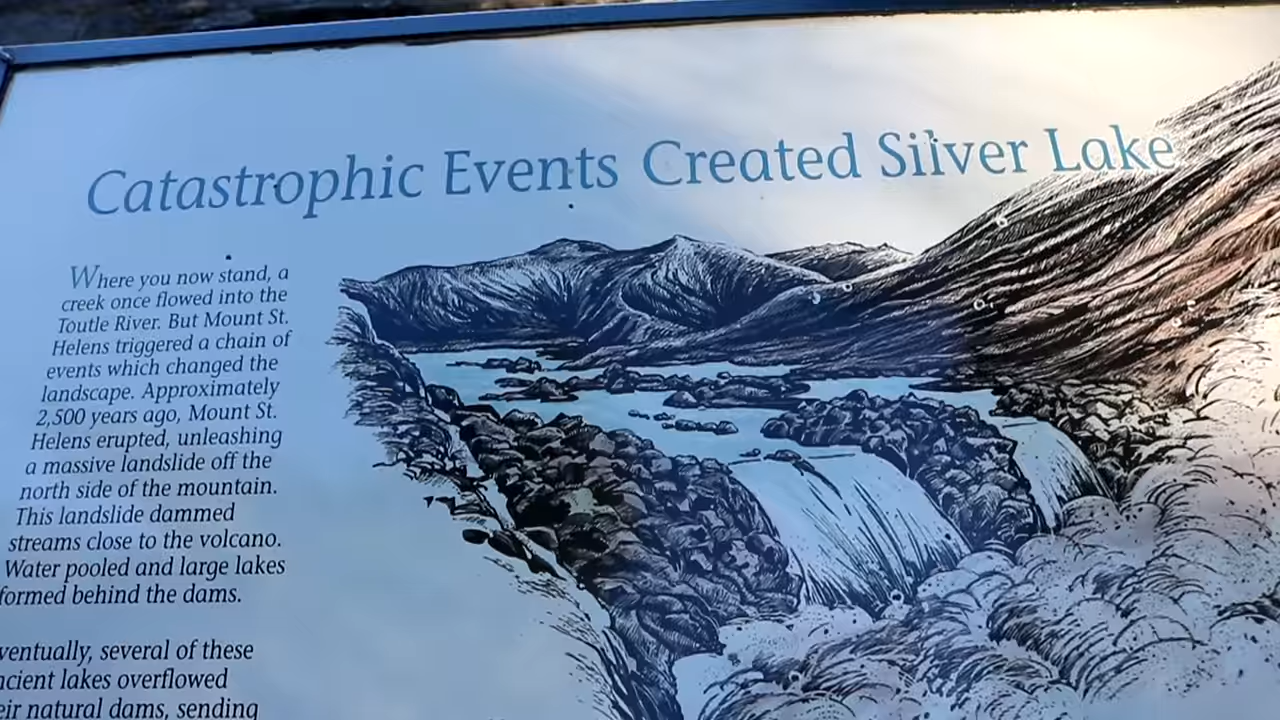 Catastrophic Events Created Silver Lake
Where you now stand, a
creek once flowed into the
Toutle River. But Mount St.
Helens triggered a chain of
events which changed the
landscape. Approximately
2,500 years ago, Mount St.
Helens erupted, unleashing
a massive landslide off the
north side of the mountain.
This landslide dammed
streams close to the volcano.
Water pooled and large lakes
formed behind the dams.
ventually, several of these
ncient lakes overflowed
eir natural dams, sending